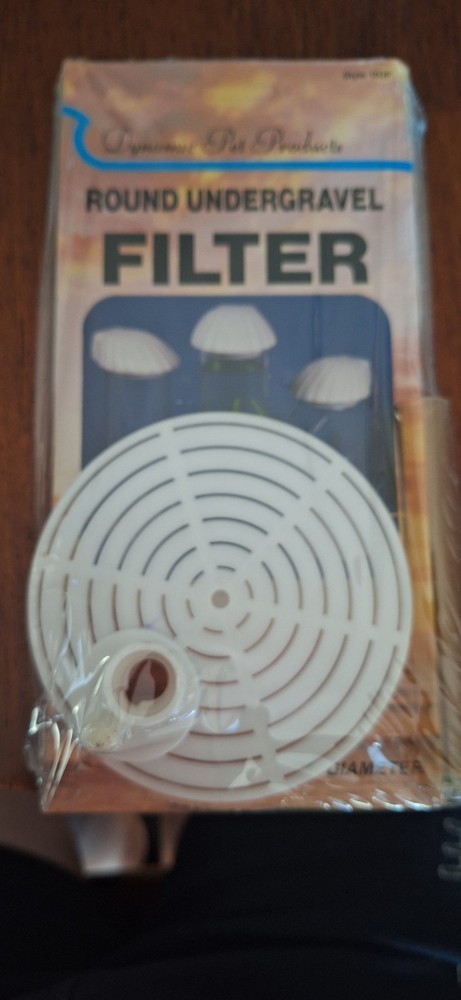 Dynamic Pet Products
ROUND UNDERGRAVEL
FILTER
DIAMETER